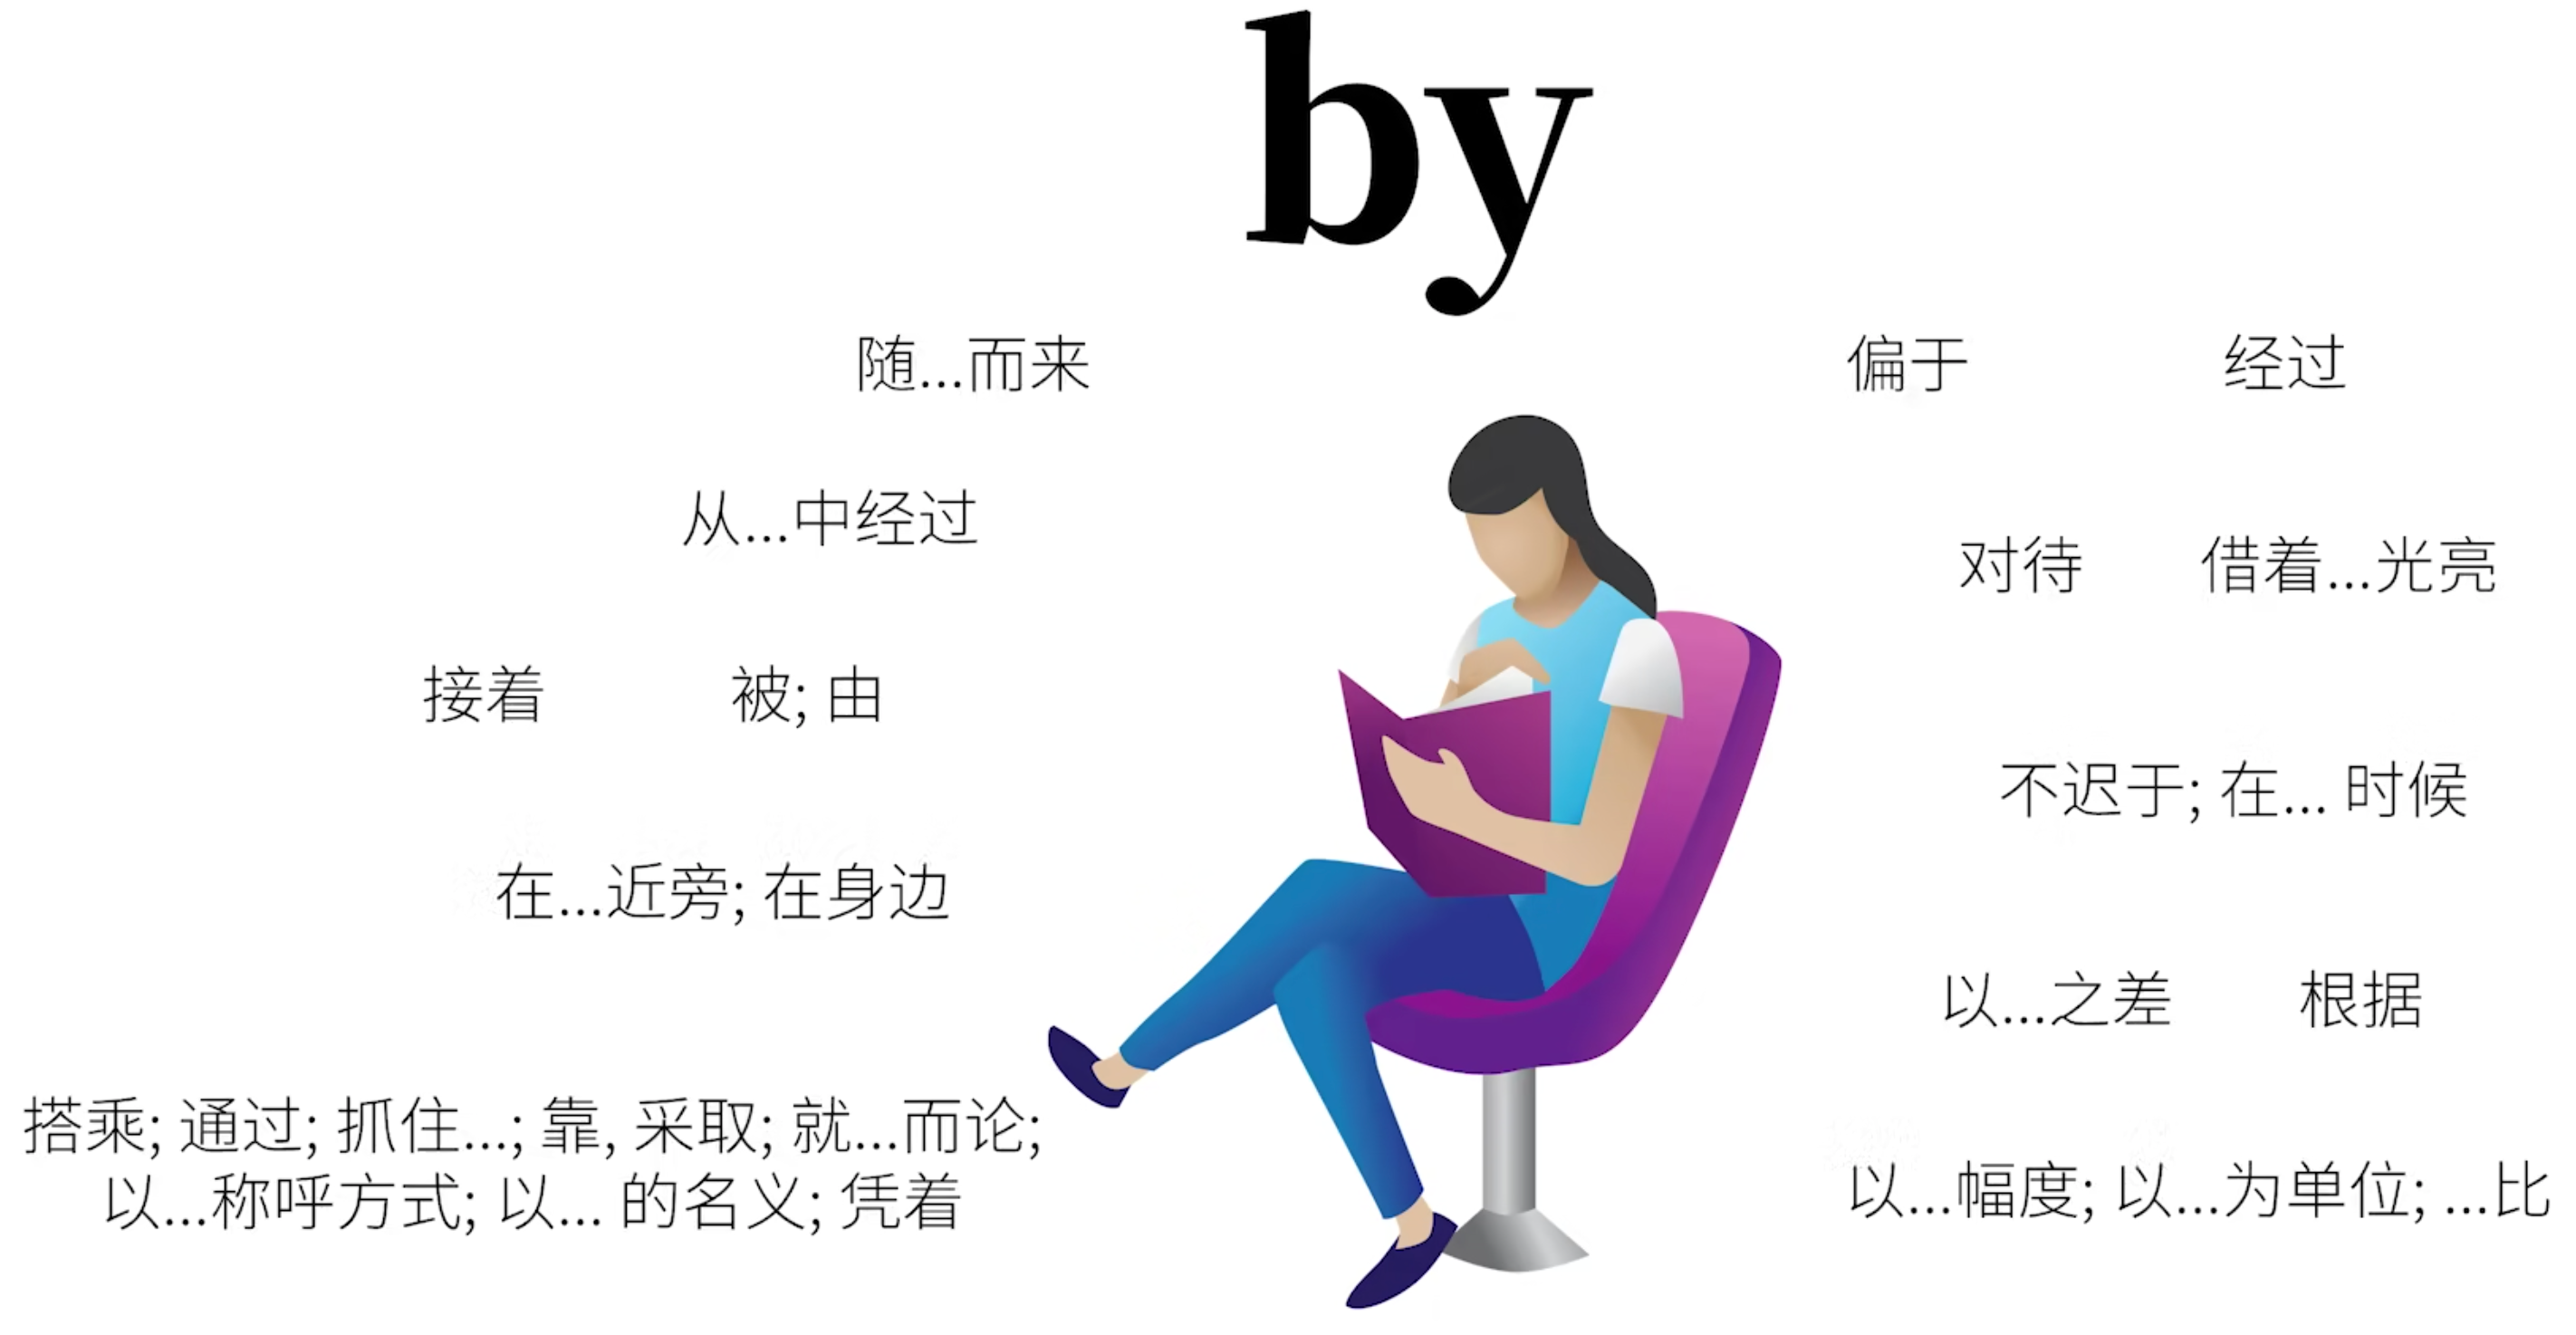 by
随...而来
偏于
经过
从...中经过
对待
借着...光亮
接着
被; 由
不迟于; 在... 时候
在...近旁; 在身边
以...之差
根据
搭乘; 通过; 抓住...; 靠, 采取; 就...而论;
以...称呼方式; 以... 的名义; 凭着
以...幅度; 以...为单位; ...比